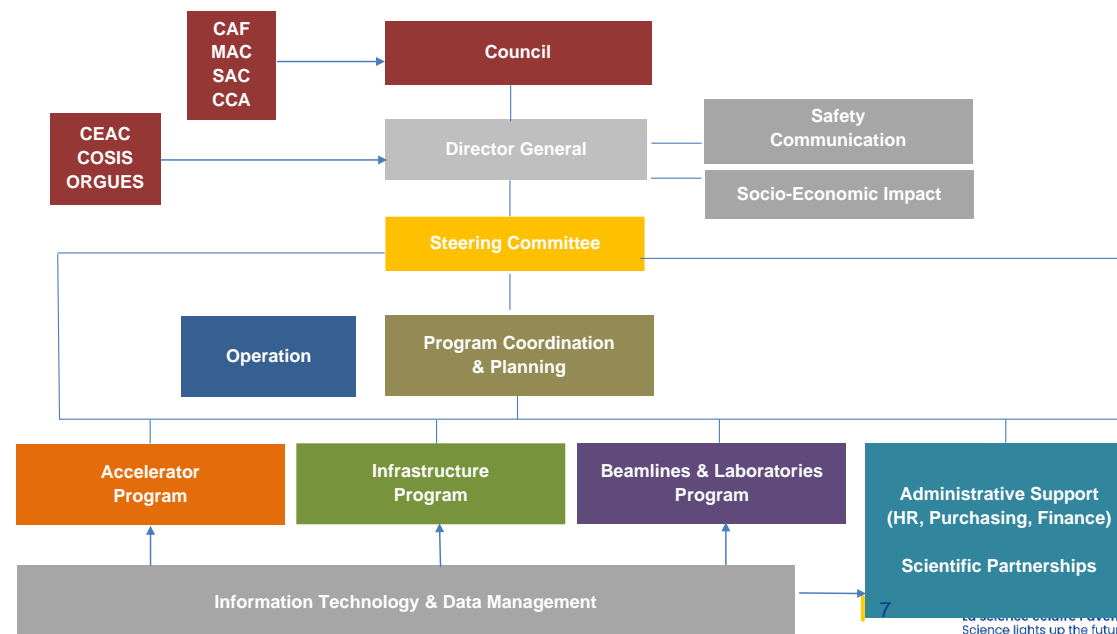 CAF
MAC
SAC
CCA
Council
CEAC
COSIS
ORGUES
Director General
Safety
Communication
Socio-Economic Impact
Steering Committee
Operation
Program Coordination
& Planning
Accelerator
Program
Infrastructure
Program
Beamlines & Laboratories
Program
Administrative Support
(HR, Purchasing, Finance)
Scientific Partnerships
Information Technology & Data Management
7
Science lights up the futur